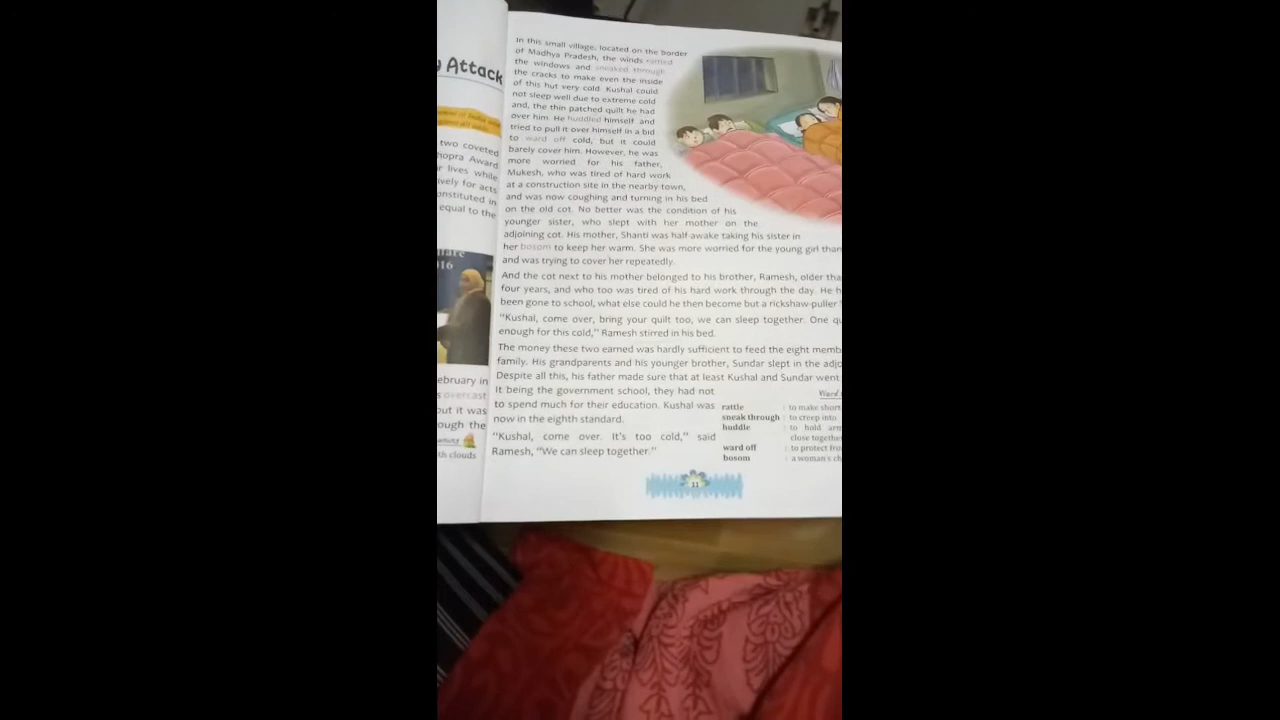 Attack
two coveted
hopra Award
r lives while
vely for acts
onstituted in
equal to the
16
ebruary in
s overcast
out it was
ough the
th clouds
In this small village, located on the border
of Madhya Pradesh, the winds
the windows and sneaked through
the cracks to make even the inside
of this hut very cold. Kushal could
not sleep well due to extreme cold
and, the thin patched quilt he had
over him. He huddled himself and
tried to pull it over himself in a bid
to ward off cold, but it could
barely cover him. However, he was
more worried for his father,
Mukesh, who was tired of hard work
at a construction site in the nearby town,
and was now coughing and turning in his bed
on the old cot. No better was the condition of his
younger sister, who slept with her mother on the
adjoining cot. His mother, Shanti was half-awake taking his sister in
her bosom to keep her warm. She was more worried for the young girl than
and was trying to cover her repeatedly.
And the cot next to his mother belonged to his brother, Ramesh, older tha
four years, and who too was tired of his hard work through the day. He h
been gone to school, what else could he then become but a rickshaw-puller
"Kushal, come over, bring your quilt too, we can sleep together. One qu
enough for this cold," Ramesh stirred in his bed.
The money these two earned was hardly sufficient to feed the eight memb
family. His grandparents and his younger brother, Sundar slept in the adjo
Despite all this, his father made sure that at least Kushal and Sundar went
It being the government school, they had not
to spend much for their education. Kushal was
now in the eighth standard.
"Kushal, come over. It's too cold," said
Ramesh, "We can sleep together."
Word
rattle : to make short
sneak through : to creep into
huddle : to hold arm
close togethe
ward off : to protect fro
bosom : a woman's ch
11